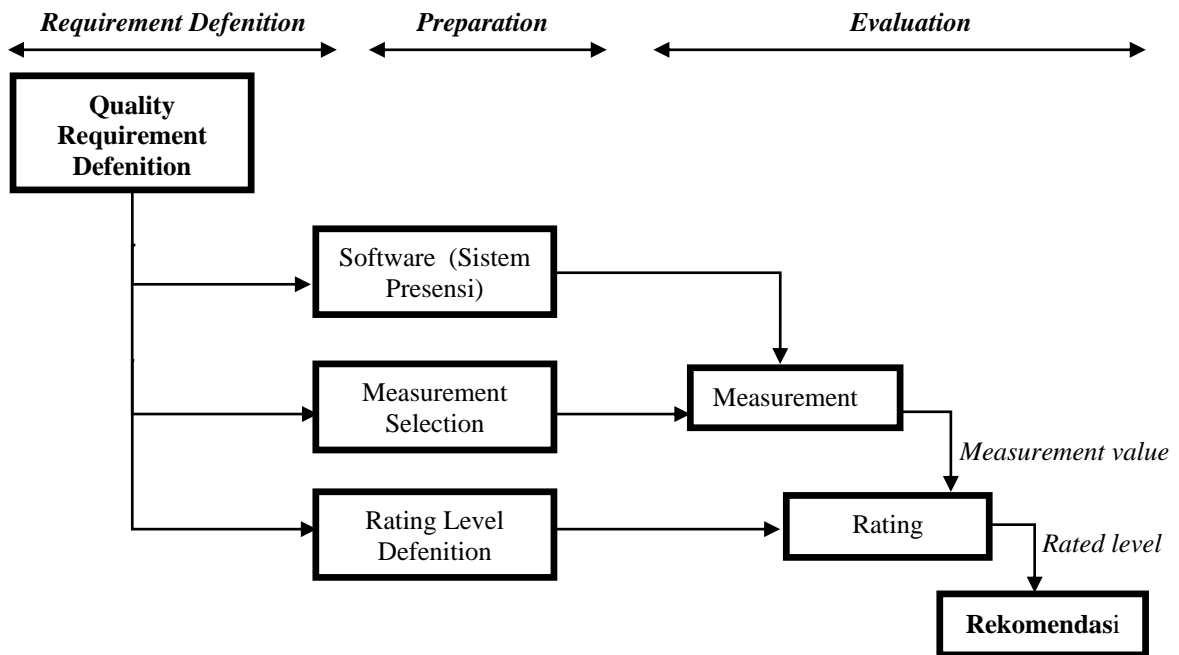 Requirement Defenition
Preparation
Evaluation
Quality
Requirement
Defenition
Software (Sistem
Presensi)
Measurement
Selection
Measurement
Measurement value
Rating Level
Defenition
Rating
Rated level
Rekomendasi